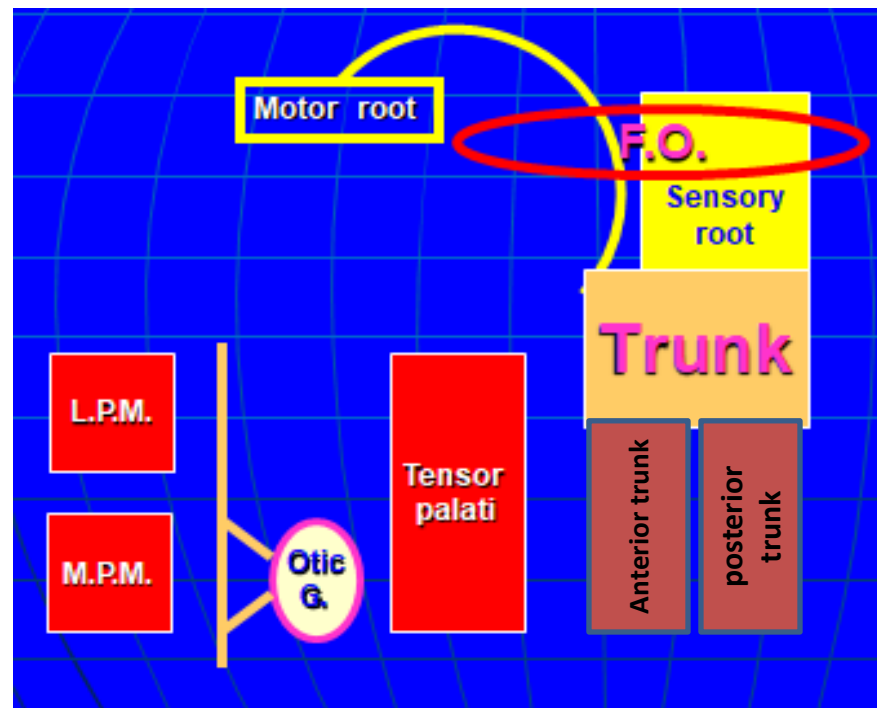 Motor root
F.O.
Sensory
root
Trunk
L.P.M.
Tensor
palati
Anterior trunk
posterior
trunk
M.P.M.
Otic
G.